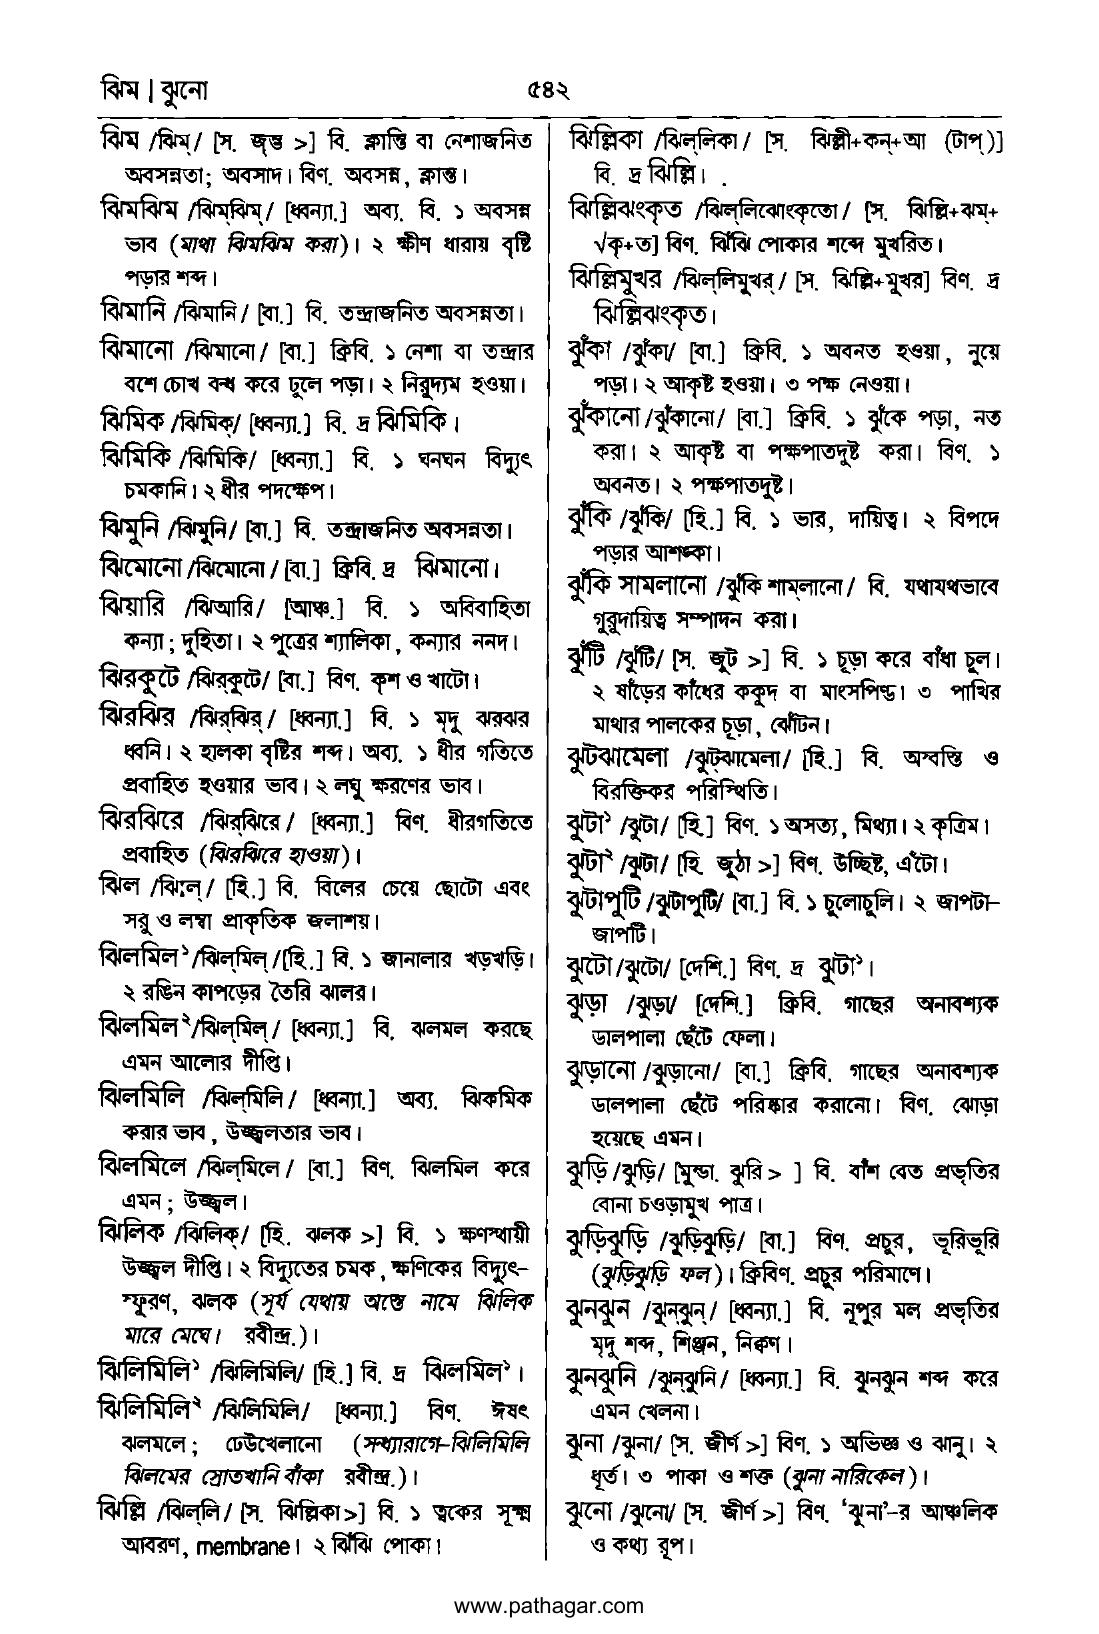 ঝিম | ঝুনো
৫৪২
ঝিম /ঝিম্/ [স. জৃম্ভ >] বি. ক্লান্তি বা নেশাজনিত
অবসন্নতা; অবসাদ। বিণ. অবসন্ন, ক্লান্ত।
ঝিমঝিম /ঝিম্‌ঝিম্/ [ধ্বন্যা.] অব্য. বি. ১ অবসন্ন
ভাব (মাথা ঝিমঝিম করা)। ২ ক্ষীণ ধারায় বৃষ্টি
পড়ার শব্দ।
ঝিমানি /ঝিমানি/ [বা.] বি. তন্দ্রাজনিত অবসন্নতা।
ঝিমানো /ঝিমানো/ [বা.] ক্রিবি. ১ নেশা বা তন্দ্রার
বশে চোখ বন্ধ করে ঢুলে পড়া। ২ নিরুদ্যম হওয়া।
ঝিমিক /ঝিমিক্/ [ধ্বন্যা.] বি. দ্র ঝিমিকি।
ঝিমিকি /ঝিমিকি/ [ধ্বন্যা.] বি. ১ ঘনঘন বিদ্যুৎ
চমকানি। ২ ধীর পদক্ষেপ।
ঝিমুনি /ঝিমুনি/ [বা.] বি. তন্দ্রাজনিত অবসন্নতা।
ঝিমোনো /ঝিমোনো/ [বা.] ক্রিবি. দ্র ঝিমানো।
ঝিয়ারি /ঝিআরি/ [আঞ্চ.] বি. ১ অবিবাহিতা
কন্যা; দুহিতা। ২ পুত্রের শ্যালিকা, কন্যার ননদ।
ঝিরকুটে /ঝির্‌কুটে/ [বা.] বিণ. কৃশ ও খাটো।
ঝিরঝির /ঝির্‌ঝির্/ [ধ্বন্যা.] বি. ১ মৃদু ঝরঝর
ধ্বনি। ২ হালকা বৃষ্টির শব্দ। অব্য. ১ ধীর গতিতে
প্রবাহিত হওয়ার ভাব। ২ লঘু ক্ষরণের ভাব।
ঝিরঝিরে /ঝির্‌ঝিরে/ [ধ্বন্যা.] বিণ. ধীরগতিতে
প্রবাহিত (ঝিরঝিরে হাওয়া)।
ঝিল /ঝি:ল্/ [হি.] বি. বিলের চেয়ে ছোটো এবং
সরু ও লম্বা প্রাকৃতিক জলাশয়।
ঝিলমিল১ /ঝিল্‌মিল্/[হি.] বি. ১ জানালার খড়খড়ি।
২ রঙিন কাপড়ের তৈরি ঝালর।
ঝিলমিল২/ঝিল্‌মিল্/ [ধ্বন্যা.] বি. ঝলমল করছে
এমন আলোর দীপ্তি।
ঝিলমিলি /ঝিল্‌মিলি/ [ধ্বন্যা.] অব্য. ঝিকমিক
করার ভাব, উজ্জ্বলতার ভাব।
ঝিলমিলে /ঝিল্‌মিলে/ [বা.] বিণ. ঝিলমিল করে
এমন; উজ্জ্বল।
ঝিলিক /ঝিলিক্/ [হি. ঝলক >] বি. ১ ক্ষণস্থায়ী
উজ্জ্বল দীপ্তি। ২ বিদ্যুতের চমক, ক্ষণিকের বিদ্যুৎ-
স্ফুরণ, ঝলক (সূর্য যেথায় অস্তে নামে ঝিলিক
মারে মেঘে। রবীন্দ্র.)।
ঝিলিমিলি১ /ঝিলিমিলি/ [হি.] বি. দ্র ঝিলমিল১।
ঝিলিমিলি২ /ঝিলিমিলি/ [ধ্বন্যা.] বিণ. ঈষৎ
ঝলমলে; ঢেউখেলানো (সন্ধ্যারাগে-ঝিলিমিলি
ঝিলমের স্রোতখানি বাঁকা রবীন্দ্র.)।
ঝিল্লি /ঝিল্‌লি/ [স. ঝিল্লিকা>] বি. ১ ত্বকের সূক্ষ্ম
আবরণ, membrane। ২ ঝিঁঝি পোকা।
ঝিল্লিকা /ঝিল্‌লিকা/ [স. ঝিল্লী+কন্+আ (টাপ্)]
বি. দ্র ঝিল্লি।
ঝিল্লিঝংকৃত /ঝিল্‌লিঝোংকৃতো/ [স. ঝিল্লি+ঝম্+
√কৃ+ত] বিণ. ঝিঁঝি পোকার শব্দে মুখরিত।
ঝিল্লিমুখর /ঝিল্‌লিমুখর্/ [স. ঝিল্লি+মুখর] বিণ. দ্র
ঝিল্লিঝংকৃত।
ঝুঁকা /ঝুঁকা/ [বা.] ক্রিবি. ১ অবনত হওয়া, নুয়ে
পড়া। ২ আকৃষ্ট হওয়া। ৩ পক্ষ নেওয়া।
ঝুঁকানো /ঝুঁকানো/ [বা.] ক্রিবি. ১ ঝুঁকে পড়া, নত
করা। ২ আকৃষ্ট বা পক্ষপাতদুষ্ট করা। বিণ. ১
অবনত। ২ পক্ষপাতদুষ্ট।
ঝুঁকি /ঝুঁকি/ [হি.] বি. ১ ভার, দায়িত্ব। ২ বিপদে
পড়ার আশঙ্কা।
ঝুঁকি সামলানো /ঝুঁকি শাম্‌লানো/ বি. যথাযথভাবে
গুরুদায়িত্ব সম্পাদন করা।
ঝুঁটি /ঝুঁটি/ [স. জুট >] বি. ১ চূড়া করে বাঁধা চুল।
২ ষাঁড়ের কাঁধের ককুদ বা মাংসপিন্ড। ৩ পাখির
মাথার পালকের চূড়া, ঝোঁটন।
ঝুটঝামেলা /ঝুট্‌ঝামেলা/ [হি.] বি. অস্বস্তি ও
বিরক্তিকর পরিস্থিতি।
ঝুটা১ /ঝুটা/ [হি.] বিণ. ১ অসত্য, মিথ্যা। ২ কৃত্রিম।
ঝুটা২ /ঝুটা/ [হি. জুঠা >] বিণ. উচ্ছিষ্ট, এঁটো।
ঝুটাপুটি /ঝুটাপুটি/ [বা.] বি. ১ চুলোচুলি। ২ জাপটা-
জাপটি।
ঝুটো /ঝুটো/ [দেশি.] বিণ. দ্র ঝুটা১।
ঝুড়া /ঝুড়া/ [দেশি.] ক্রিবি. গাছের অনাবশ্যক
ডালপালা ছেঁটে ফেলা।
ঝুড়ানো /ঝুড়ানো/ [বা.] ক্রিবি. গাছের অনাবশ্যক
ডালপালা ছেঁটে পরিষ্কার করানো। বিণ. ঝোড়া
হয়েছে এমন।
ঝুড়ি /ঝুড়ি/ [মুন্ডা. ঝুরি > ] বি. বাঁশ বেত প্রভৃতির
বোনা চওড়ামুখ পাত্র।
ঝুড়িঝুড়ি /ঝুড়িঝুড়ি/ [বা.] বিণ. প্রচুর, ভূরিভূরি
(ঝুড়িঝুড়ি ফল)। ক্রিবিণ. প্রচুর পরিমাণে।
ঝুনঝুন /ঝুন্‌ঝুন্/ [ধ্বন্যা.] বি. নূপুর মল প্রভৃতির
মৃদু শব্দ, শিঞ্জন, নিক্বণ।
ঝুনঝুনি /ঝুন্‌ঝুনি/ [ধ্বন্যা.] বি. ঝুনঝুন শব্দ করে
এমন খেলনা।
ঝুনা /ঝুনা/ [স. জীর্ণ >] বিণ. ১ অভিজ্ঞ ও ঝানু। ২
ধূর্ত। ৩ পাকা ও শক্ত (ঝুনা নারিকেল)।
ঝুনো /ঝুনো/ [স. জীর্ণ >] বিণ. ‘ঝুনা’-র আঞ্চলিক
ও কথ্য রূপ।
www.pathagar.com